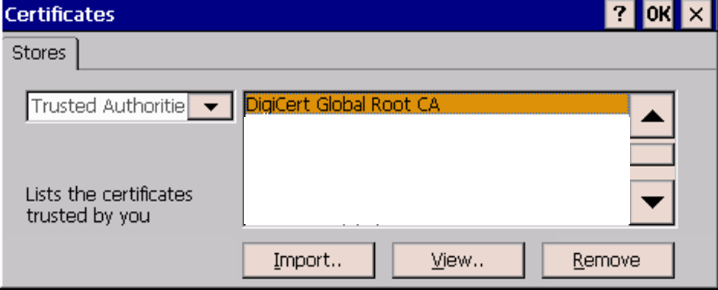 Certificates ? OK ×
Stores
Trusted Authoritie
DigiCert Global Root CA
Lists the certificates
trusted by you
Import.. View.. Remove